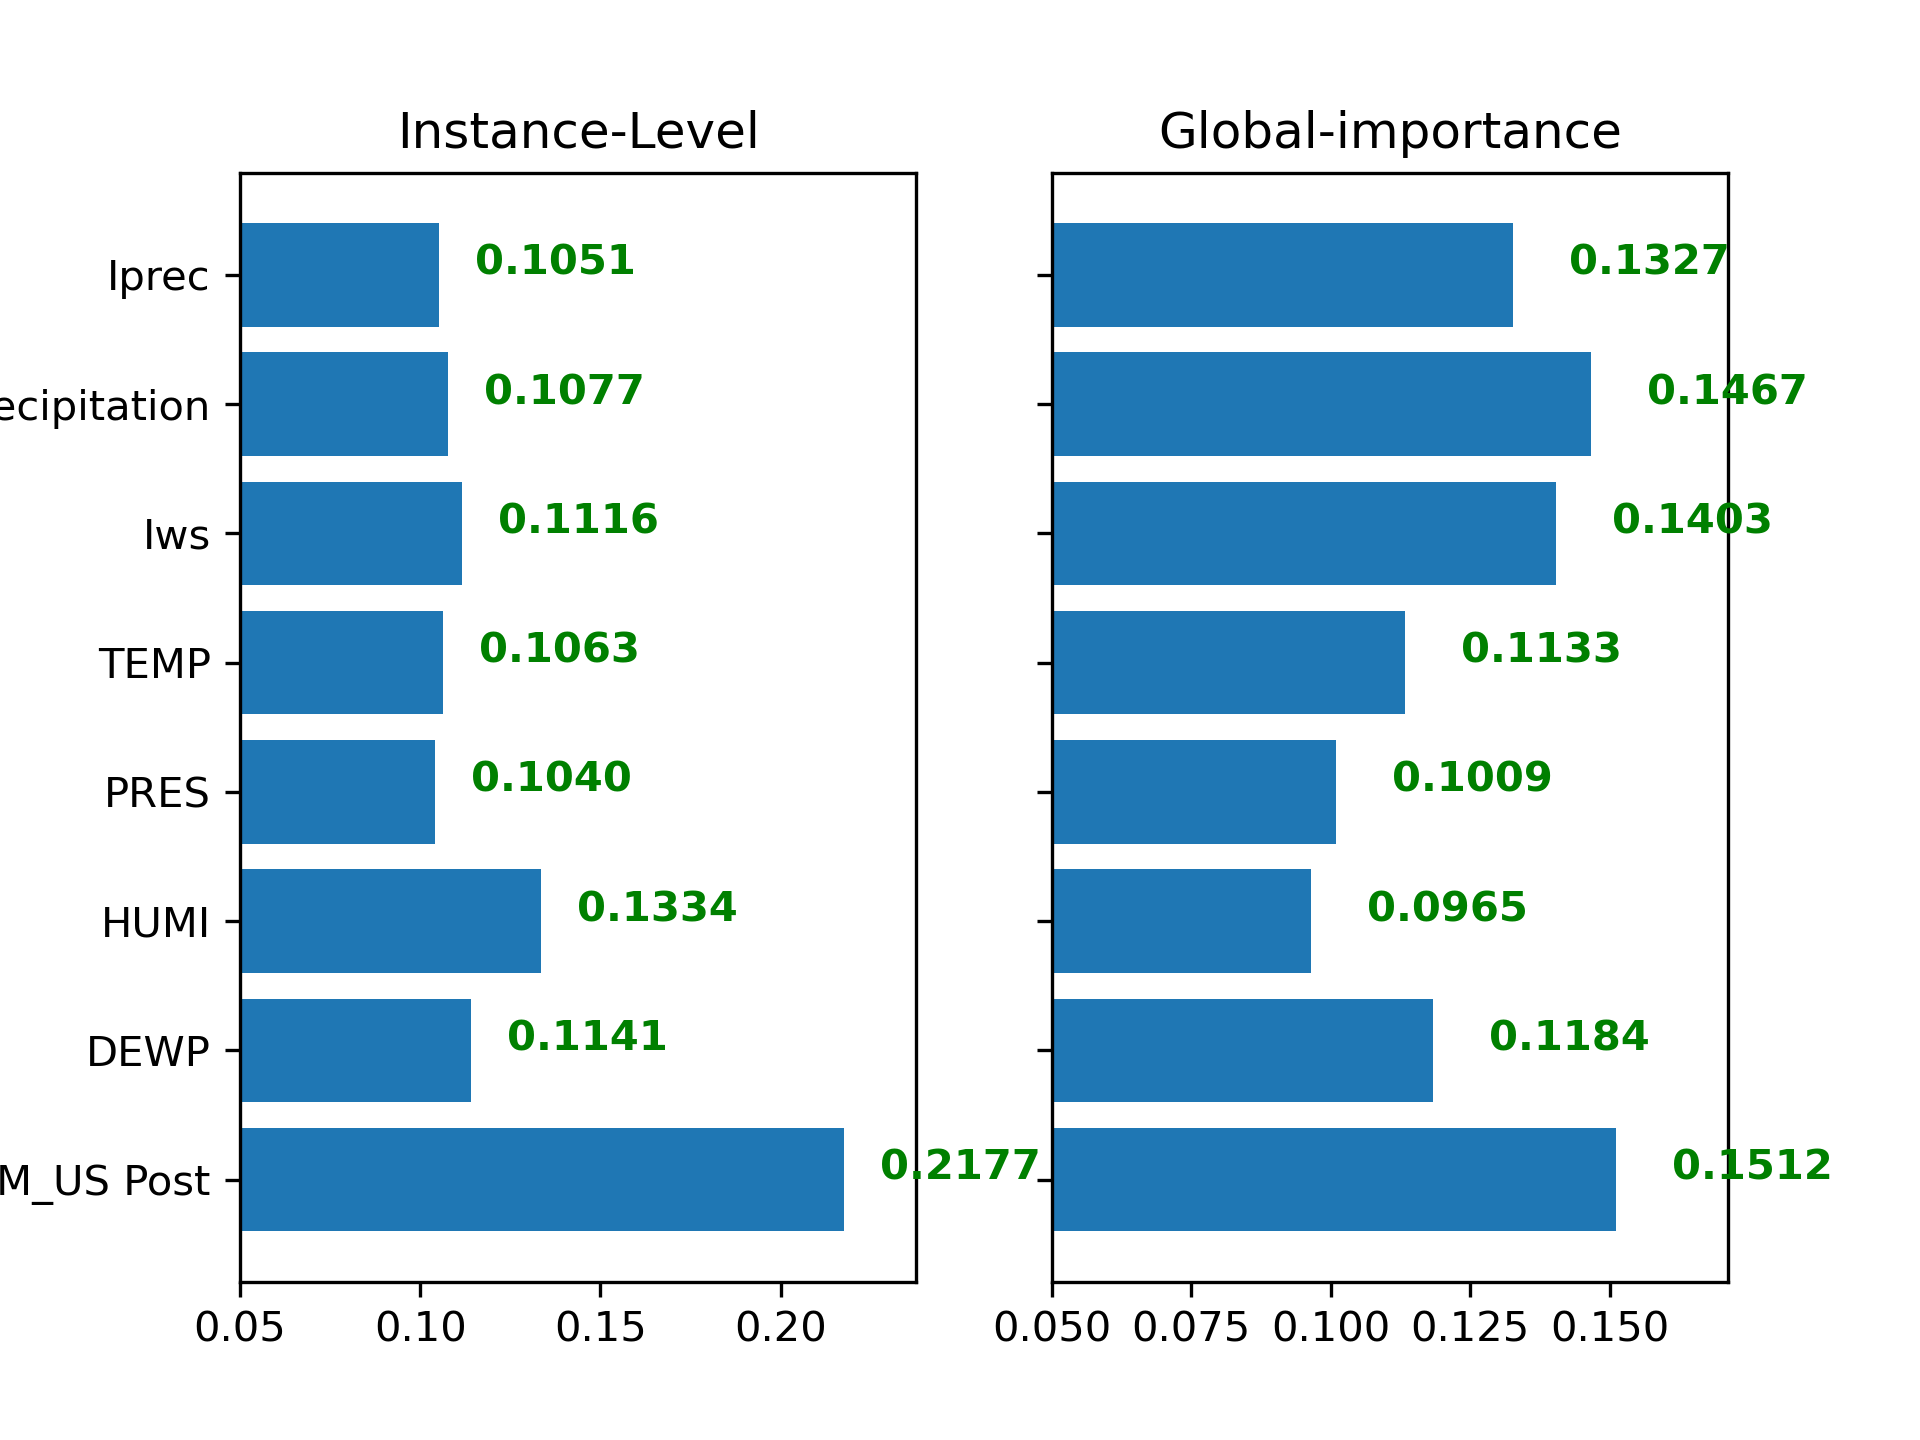 Instance-Level
Global-importance
Iprec
0.1051
0.1327
ecipitation
0.1077
0.1467
Iws
0.1116
0.1403
TEMP
0.1063
0.1133
PRES
0.1040
0.1009
HUMI
0.1334
0.0965
DEWP
0.1141
0.1184
M_US Post
0.2177
0.1512
0.05 0.10 0.15 0.20
0.050 0.075 0.100 0.125 0.150